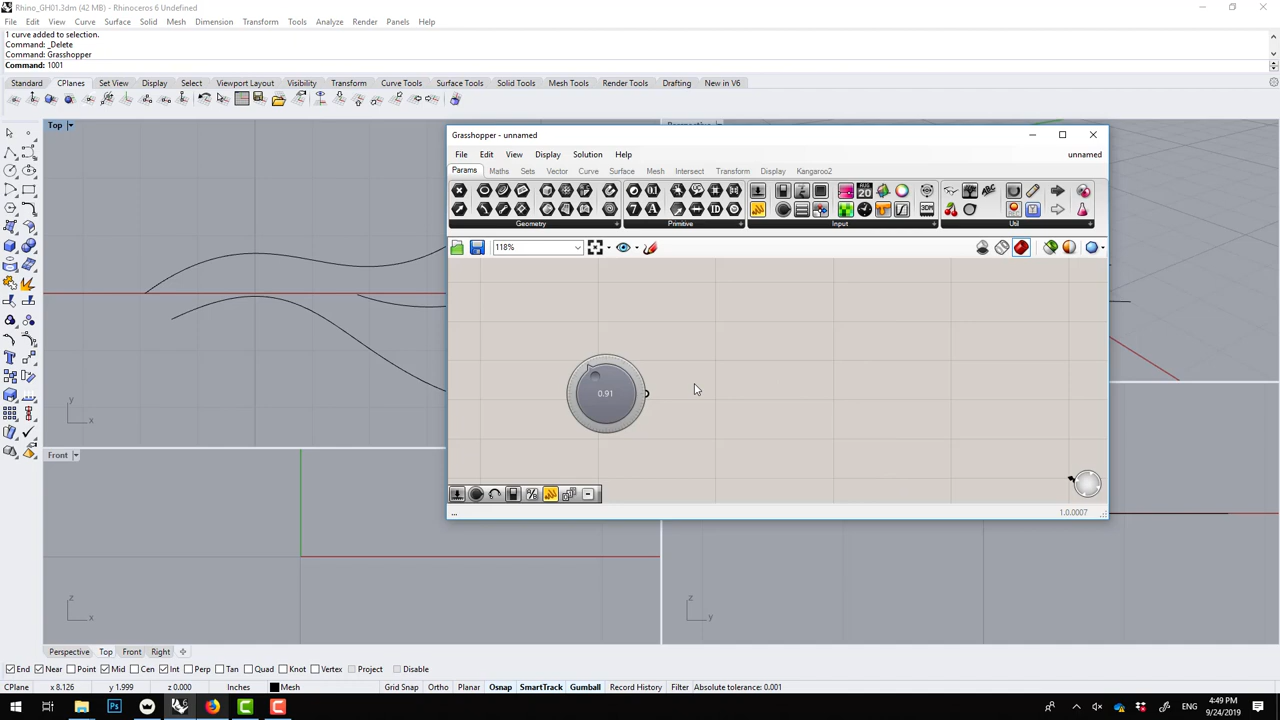 Rhino_GH01.3dm (42 MB) - Rhinoceros 6 Undefined
File Edit View Curve Surface Solid Mesh Dimension Transform Tools Analyze Render Panels Help
1 curve added to selection.
Command: _Delete
Command: Grasshopper
Command: 1001
Standard CPlanes Set View Display Select Viewport Layout Visibility Transform Curve Tools Surface Tools Solid Tools Mesh Tools Render Tools Drafting New in V6
Top
Grasshopper - unnamed
File Edit View Display Solution Help unnamed
Params Maths Sets Vector Curve Surface Mesh Intersect Transform Display Kangaroo2
Geometry Primitive Input Util
118%
0.91
y
x
Front
... 1.0.0007
z
x
z
y
Perspective Top Front Right
End Near Point Mid Cen Int Perp Tan Quad Knot Vertex Project Disable
CPlane x 8.126 y 1.999 z 0.000 Inches Mesh Grid Snap Ortho Planar Osnap SmartTrack Gumball Record History Filter Absolute tolerance: 0.001
ENG 4:49 PM
9/24/2019